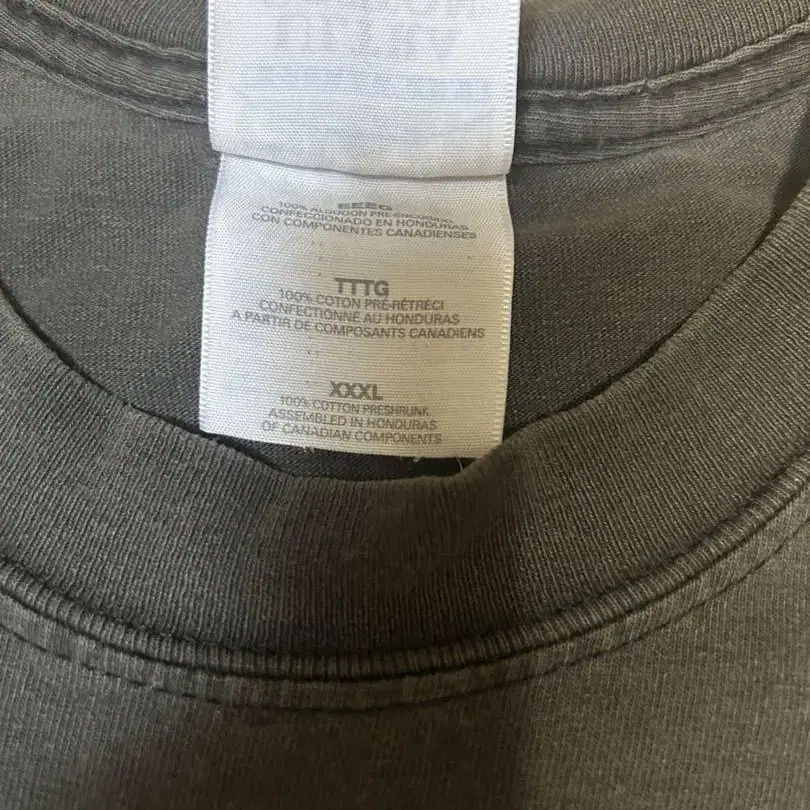 EEEG
100% ALGODON PRE-ENCOGIDO
CONFECCIONADO EN HONDURAS
CON COMPONENTES CANADIENSES
TTTG
100% COTON PRÉ-RÉTRÉCI
CONFECTIONNÉ AU HONDURAS
A PARTIR DE COMPOSANTS CANADIENS
XXXL
100% COTTON PRESHRUNK
ASSEMBLED IN HONDURAS
OF CANADIAN COMPONENTS